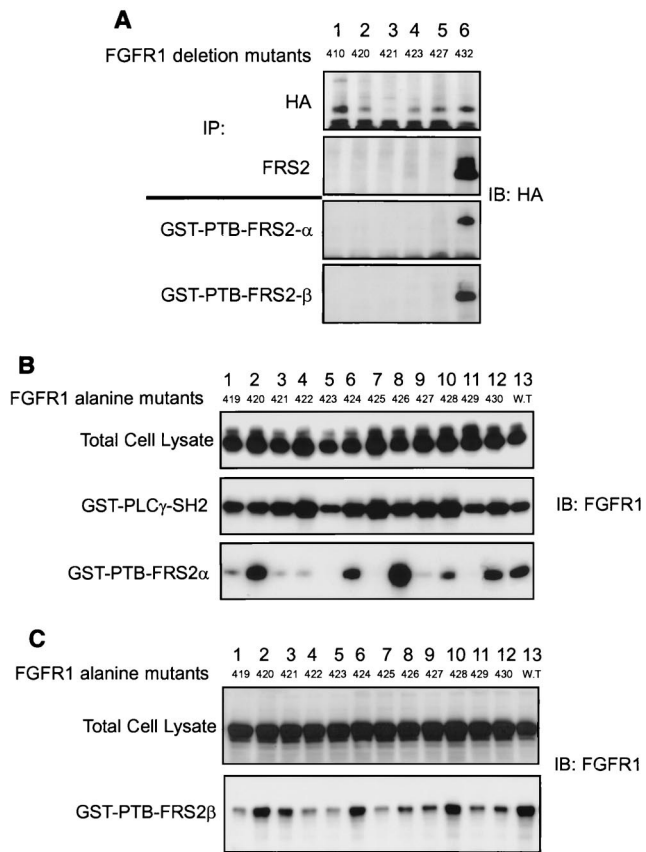 A
1 2 3 4 5 6
FGFR1 deletion mutants 410 420 421 423 427 432
HA
IP:
FRS2
IB: HA
GST-PTB-FRS2-α
GST-PTB-FRS2-β
B
1 2 3 4 5 6 7 8 9 10 11 12 13
FGFR1 alanine mutants 419 420 421 422 423 424 425 426 427 428 429 430 W.T
Total Cell Lysate
GST-PLCγ-SH2
IB: FGFR1
GST-PTB-FRS2α
C
1 2 3 4 5 6 7 8 9 10 11 12 13
FGFR1 alanine mutants 419 420 421 422 423 424 425 426 427 428 429 430 W.T
Total Cell Lysate
IB: FGFR1
GST-PTB-FRS2β